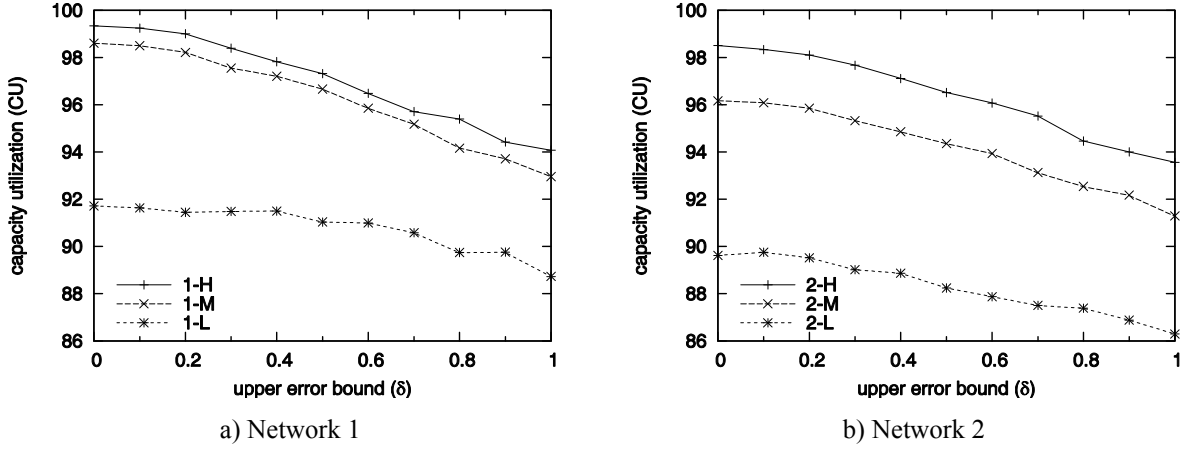 100
98
96
94
92
90
88
86
capacity utilization (CU)
1-H
1-M
1-L
0 0.2 0.4 0.6 0.8 1
upper error bound (δ)
a) Network 1
100
98
96
94
92
90
88
86
capacity utilization (CU)
2-H
2-M
2-L
0 0.2 0.4 0.6 0.8 1
upper error bound (δ)
b) Network 2